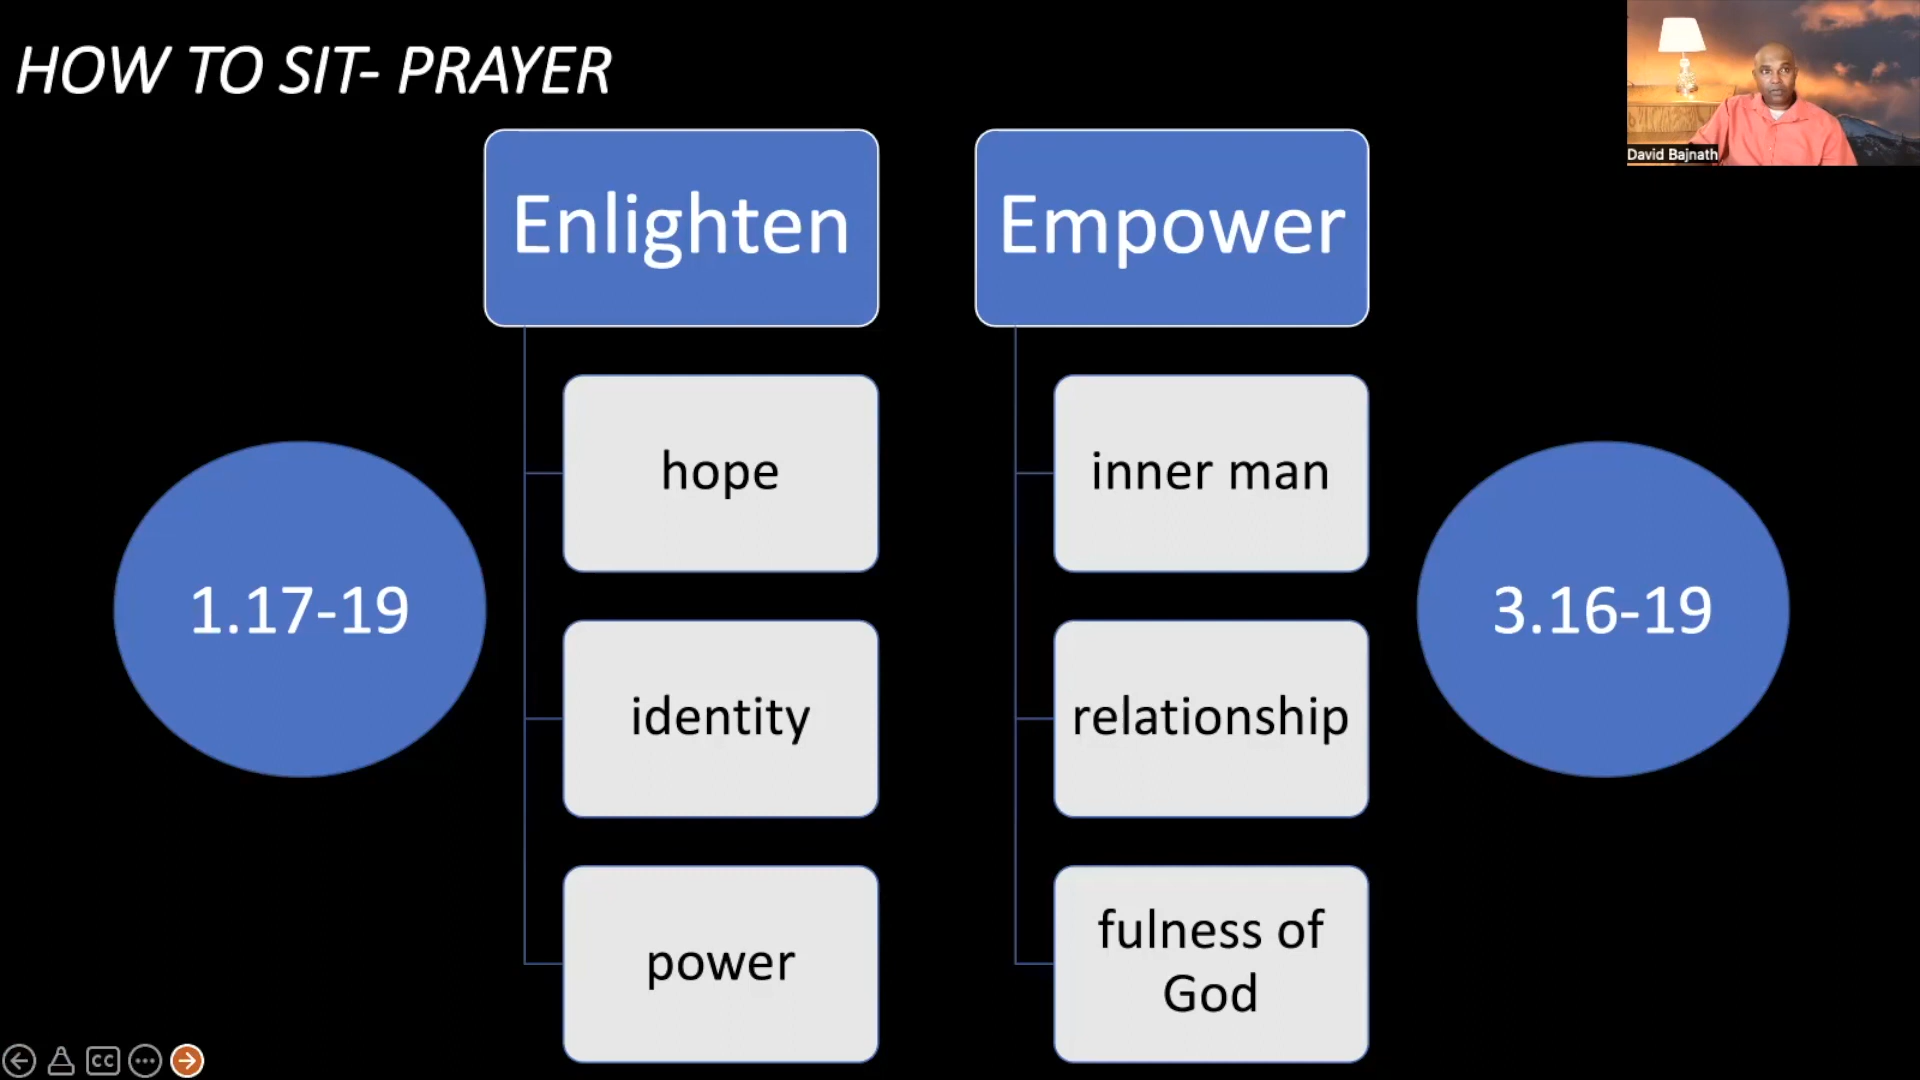 HOW TO SIT- PRAYER
David Bajnath
Enlighten
hope
identity
power
1.17-19
Empower
inner man
relationship
fulness of
God
3.16-19
CC